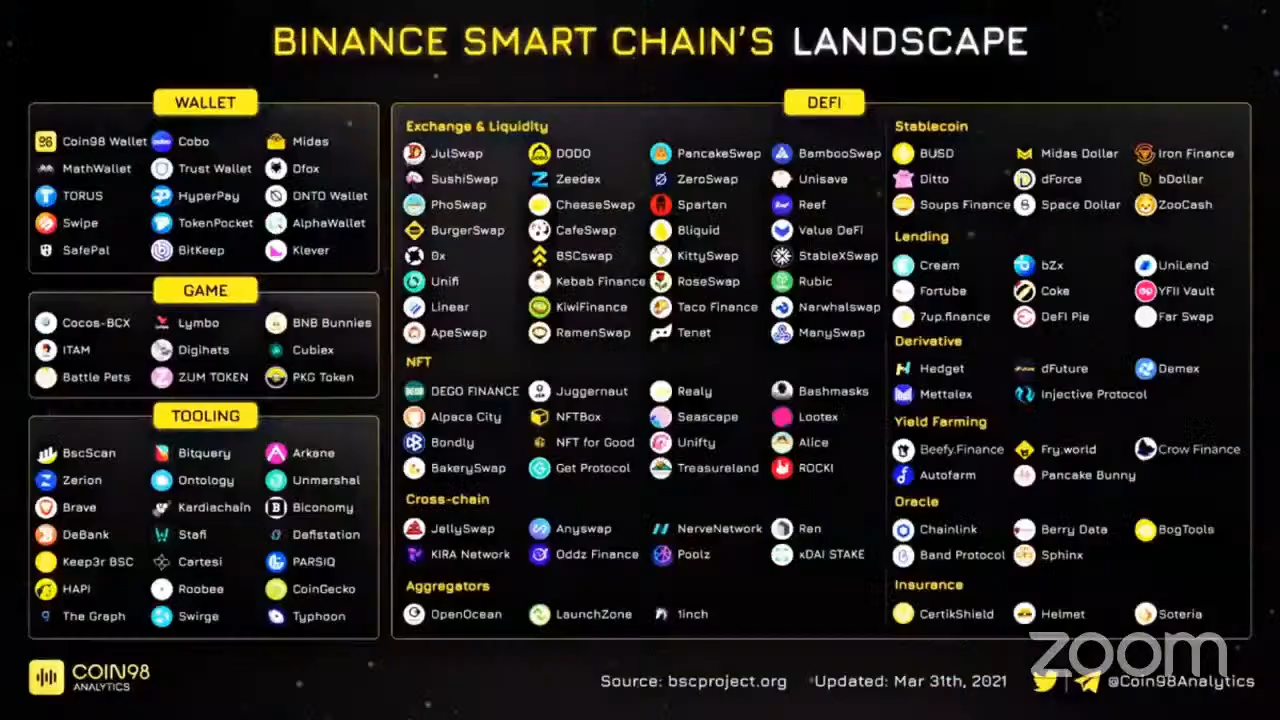 BINANCE SMART CHAIN'S LANDSCAPE
WALLET
Coin98 Wallet Cobo Midas
MathWallet Trust Wallet Dfox
TORUS HyperPay ONTO Wallet
Swipe TokenPocket AlphaWallet
SafePal BitKeep Klever
GAME
Cocos-BCX Lymbo BNB Bunnies
ITAM Digihats Cubiex
Battle Pets ZUM TOKEN PKG Token
TOOLING
BscScan Bitquery Arkane
Zerion Ontology Unmarshal
Brave Kardiachain Biconomy
DeBank Stafi Defistation
Keep3r BSC Cartesi PARSIQ
HAPI Roobee CoinGecko
The Graph Swirge Typhoon
DEFI
Exchange & Liquidity
JulSwap DODO PancakeSwap BambooSwap
SushiSwap Zeedex ZeroSwap Unisave
PhoSwap CheeseSwap Spartan Reef
BurgerSwap CafeSwap Bliquid Value DeFi
0x BSCswap KittySwap StableXSwap
Unifi Kebab Finance RoseSwap Rubic
Linear KiwiFinance Taco Finance Narwhalswap
ApeSwap RamenSwap Tenet ManySwap
NFT
DEGO FINANCE Juggernaut Realy Bashmasks
Alpaca City NFTBox Seascape Lootex
Bondly NFT for Good Unifty Alice
BakerySwap Get Protocol Treasureland ROCKI
Cross-chain
JellySwap Anyswap NerveNetwork Ren
KIRA Network Oddz Finance Poolz xDAI STAKE
Aggregators
OpenOcean LaunchZone 1inch
Stablecoin
BUSD Midas Dollar Iron Finance
Ditto dForce bDollar
Soups Finance Space Dollar ZooCash
Lending
Cream bZx UniLend
Fortube Coke YFII Vault
7up.finance DeFi Pie Far Swap
Derivative
Hedget dFuture Demex
Mettalex Injective Protocol
Yield Farming
Beefy.Finance Fry.world Crow Finance
Autofarm Pancake Bunny
Oracle
Chainlink Berry Data BogTools
Band Protocol Sphinx
Insurance
CertikShield Helmet Soteria
zoom
COIN98
ANALYTICS
Source: bscproject.org Updated: Mar 31th, 2021 @Coin98Analytics